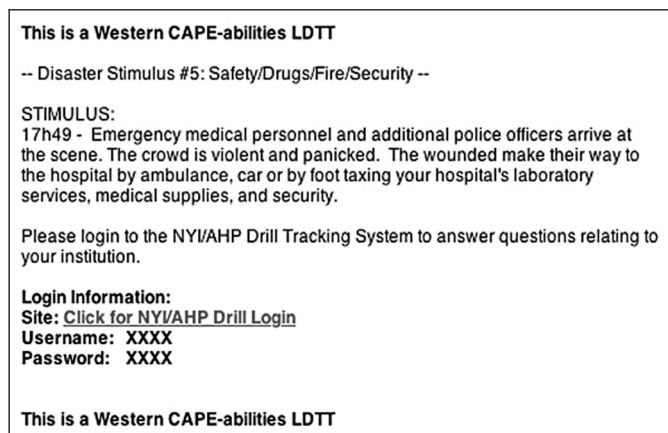 This is a Western CAPE-abilities LDTT
-- Disaster Stimulus #5: Safety/Drugs/Fire/Security --
STIMULUS:
17h49 - Emergency medical personnel and additional police officers arrive at
the scene. The crowd is violent and panicked. The wounded make their way to
the hospital by ambulance, car or by foot taxing your hospital's laboratory
services, medical supplies, and security.
Please login to the NYI/AHP Drill Tracking System to answer questions relating to
your institution.
Login Information:
Site: Click for NYI/AHP Drill Login
Username: XXXX
Password: XXXX
This is a Western CAPE-abilities LDTT